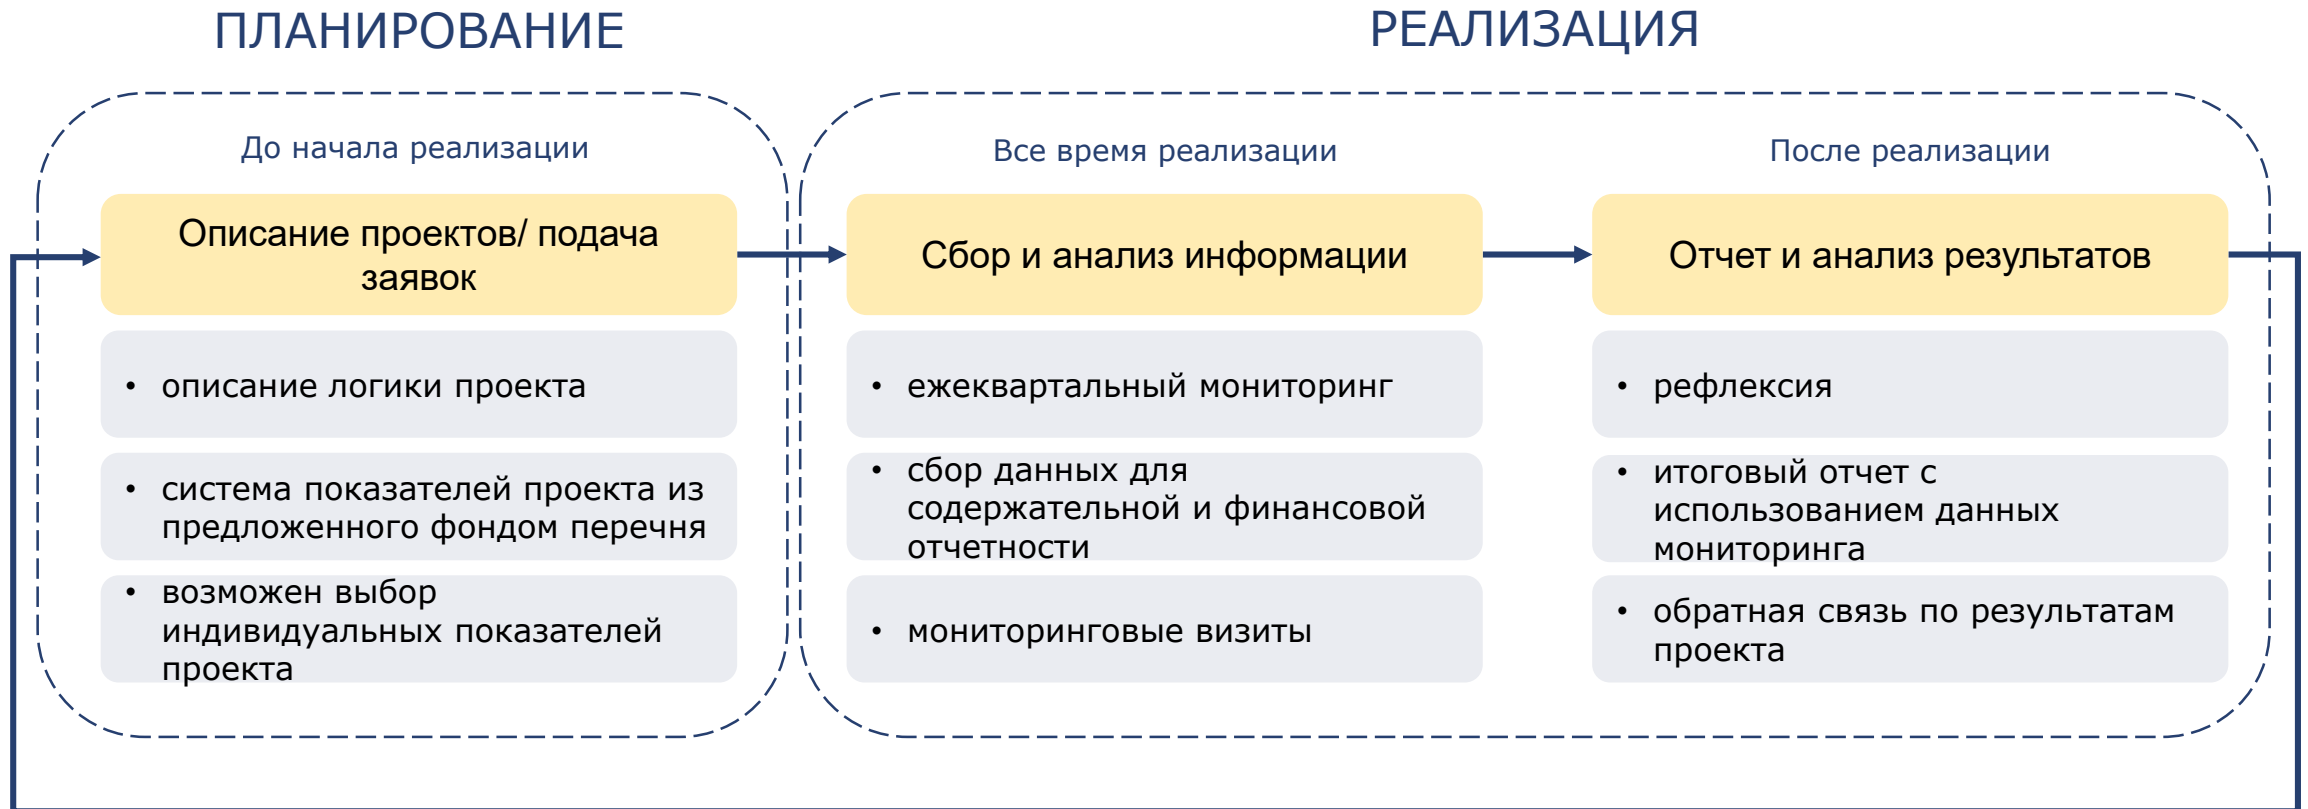 ПЛАНИРОВАНИЕ
РЕАЛИЗАЦИЯ
До начала реализации
Описание проектов/ подача
заявок
• описание логики проекта
• система показателей проекта из
предложенного фондом перечня
• возможен выбор
индивидуальных показателей
проекта
Все время реализации
Сбор и анализ информации
• ежеквартальный мониторинг
• сбор данных для
содержательной и финансовой
отчетности
• мониторинговые визиты
После реализации
Отчет и анализ результатов
• рефлексия
• итоговый отчет с
использованием данных
мониторинга
• обратная связь по результатам
проекта